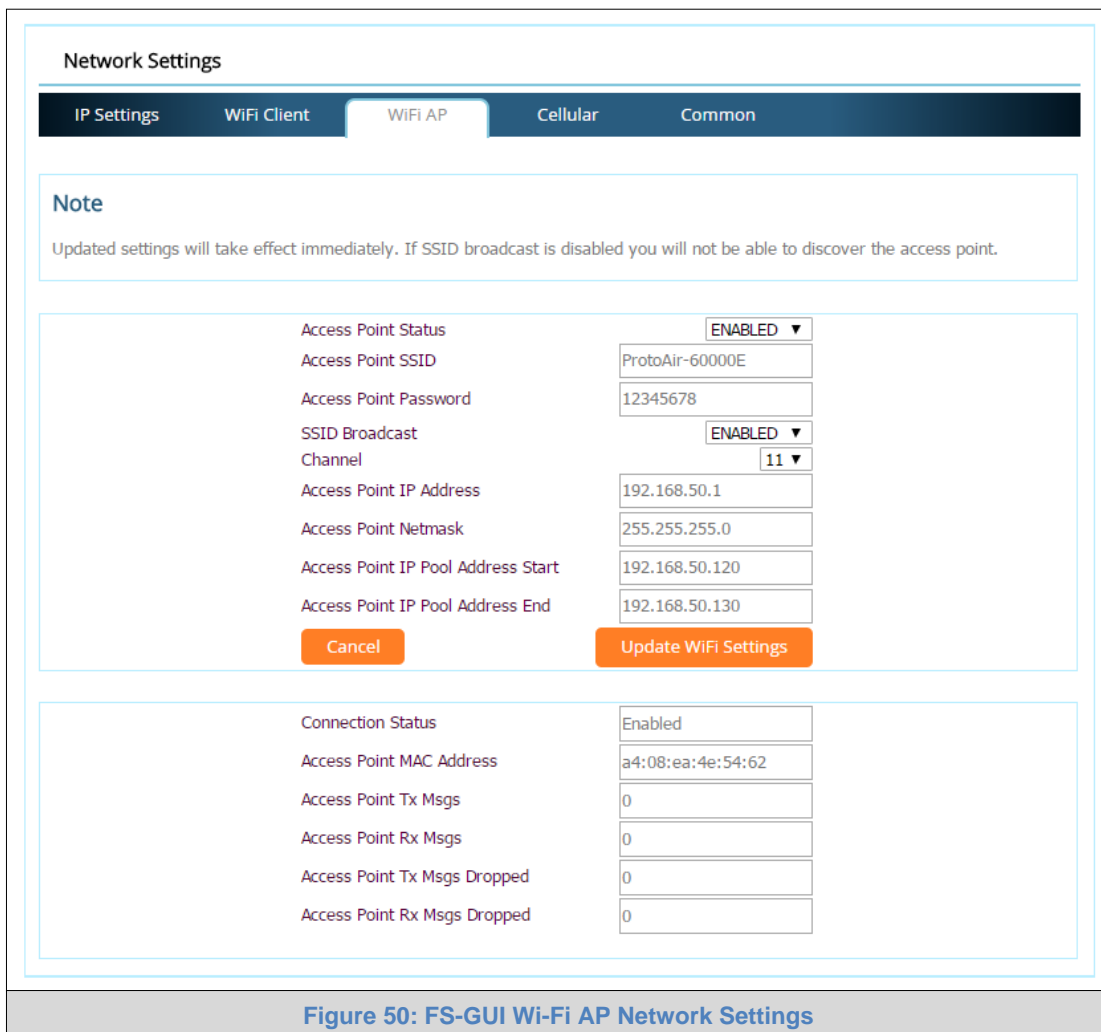 Network Settings
IP Settings WiFi Client WiFi AP Cellular Common
Note
Updated settings will take effect immediately. If SSID broadcast is disabled you will not be able to discover the access point.
Access Point Status ENABLED ▼
Access Point SSID ProtoAir-60000E
Access Point Password 12345678
SSID Broadcast ENABLED ▼
Channel 11 ▼
Access Point IP Address 192.168.50.1
Access Point Netmask 255.255.255.0
Access Point IP Pool Address Start 192.168.50.120
Access Point IP Pool Address End 192.168.50.130
Cancel Update WiFi Settings
Connection Status Enabled
Access Point MAC Address a4:08:ea:4e:54:62
Access Point Tx Msgs 0
Access Point Rx Msgs 0
Access Point Tx Msgs Dropped 0
Access Point Rx Msgs Dropped 0
Figure 50: FS-GUI Wi-Fi AP Network Settings